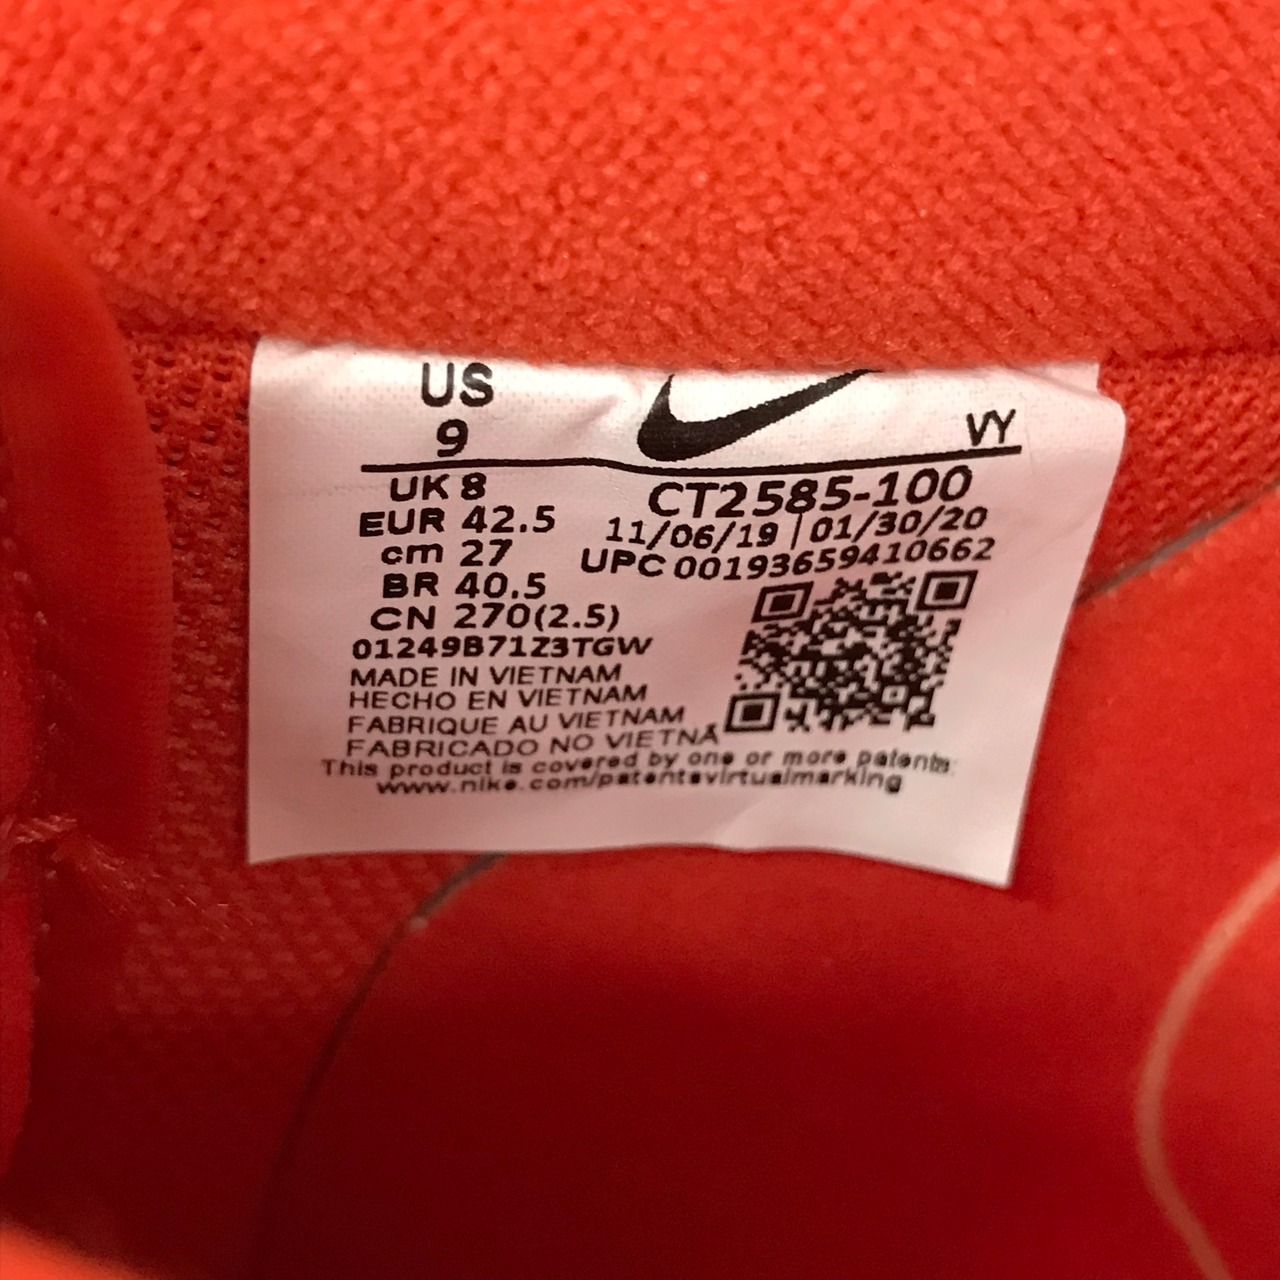 US
9
VY
UK 8
EUR 42.5
cm 27
BR 40.5
CN 270(2.5)
CT2585-100
11/06/19 | 01/30/20
UPC 00193659410662
01249B71Z3TGW
MADE IN VIETNAM
HECHO EN VIETNAM
FABRIQUE AU VIETNAM
FABRICADO NO VIETNÃ
This product is covered by one or more patents:
www.nike.com/patentsvirtualmarking